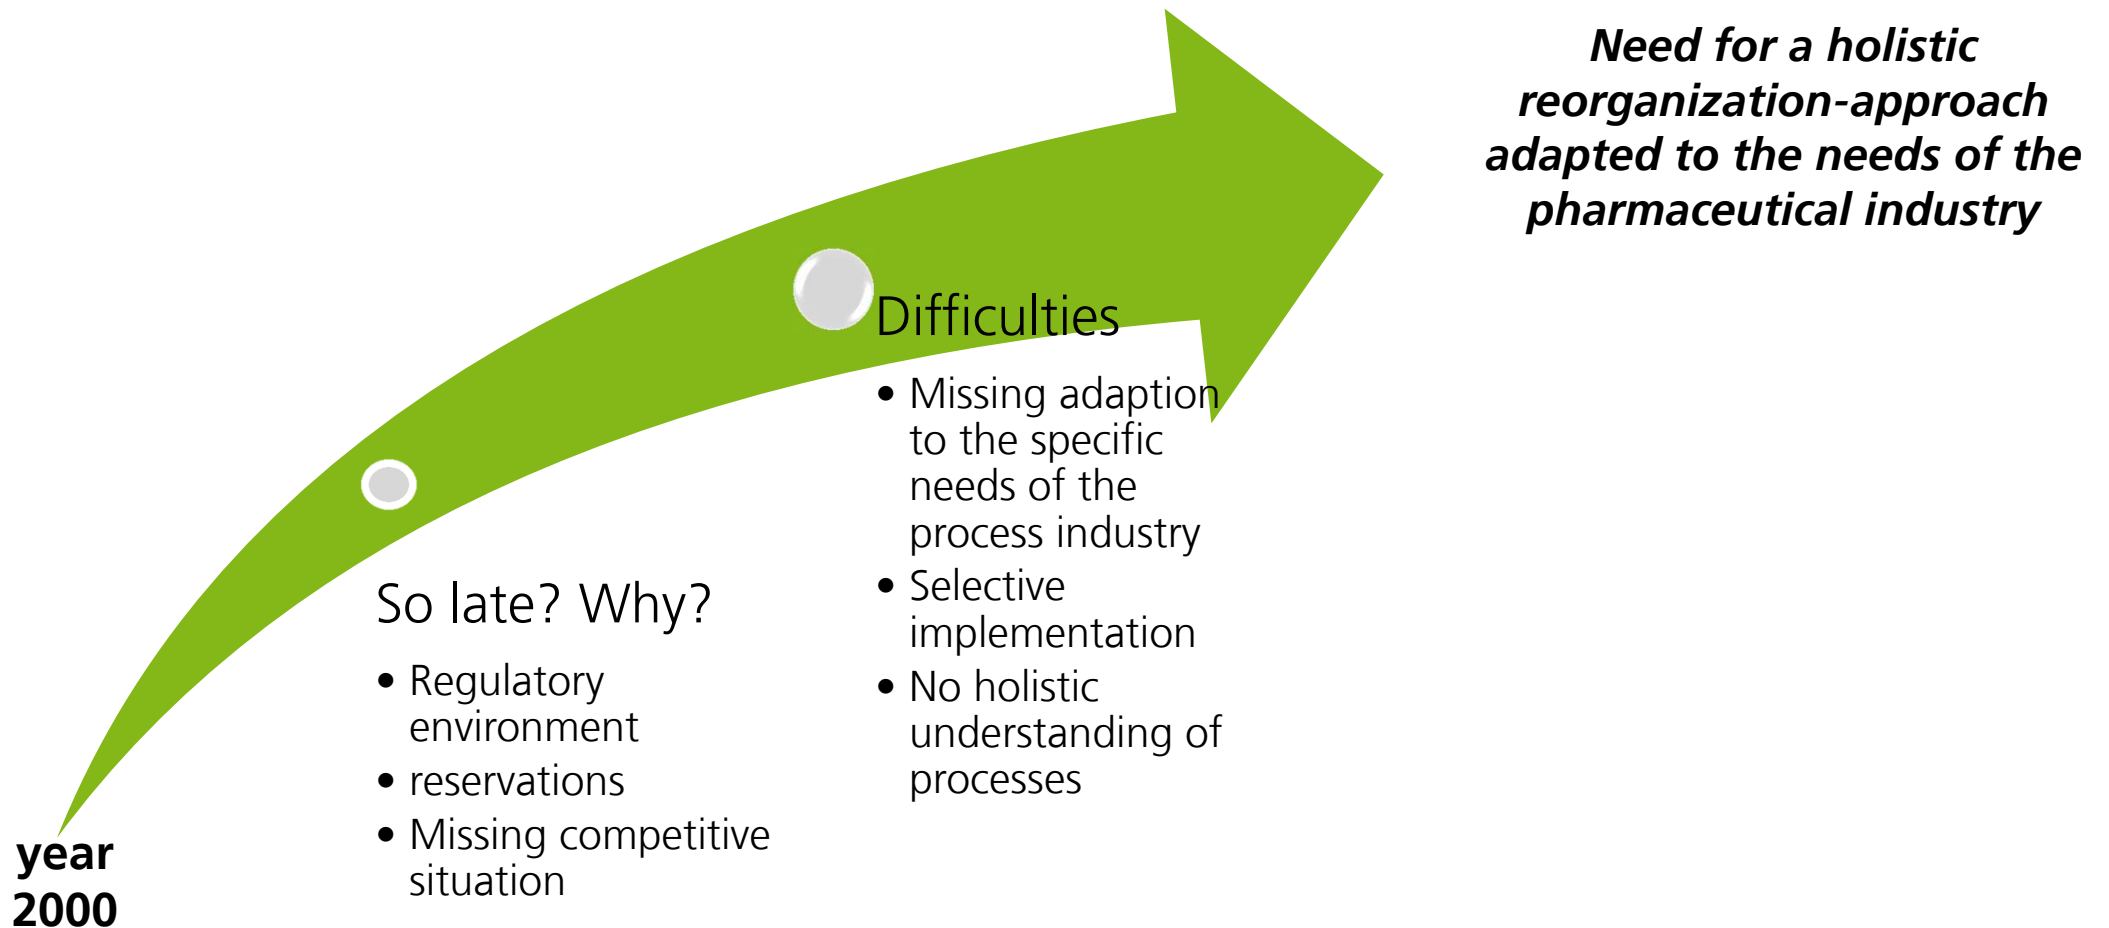 Need for a holistic
reorganization-approach
adapted to the needs of the
pharmaceutical industry
Difficulties
• Missing adaption
to the specific
needs of the
process industry
• Selective
implementation
• No holistic
understanding of
processes
So late? Why?
• Regulatory
environment
• reservations
• Missing competitive
situation
year
2000